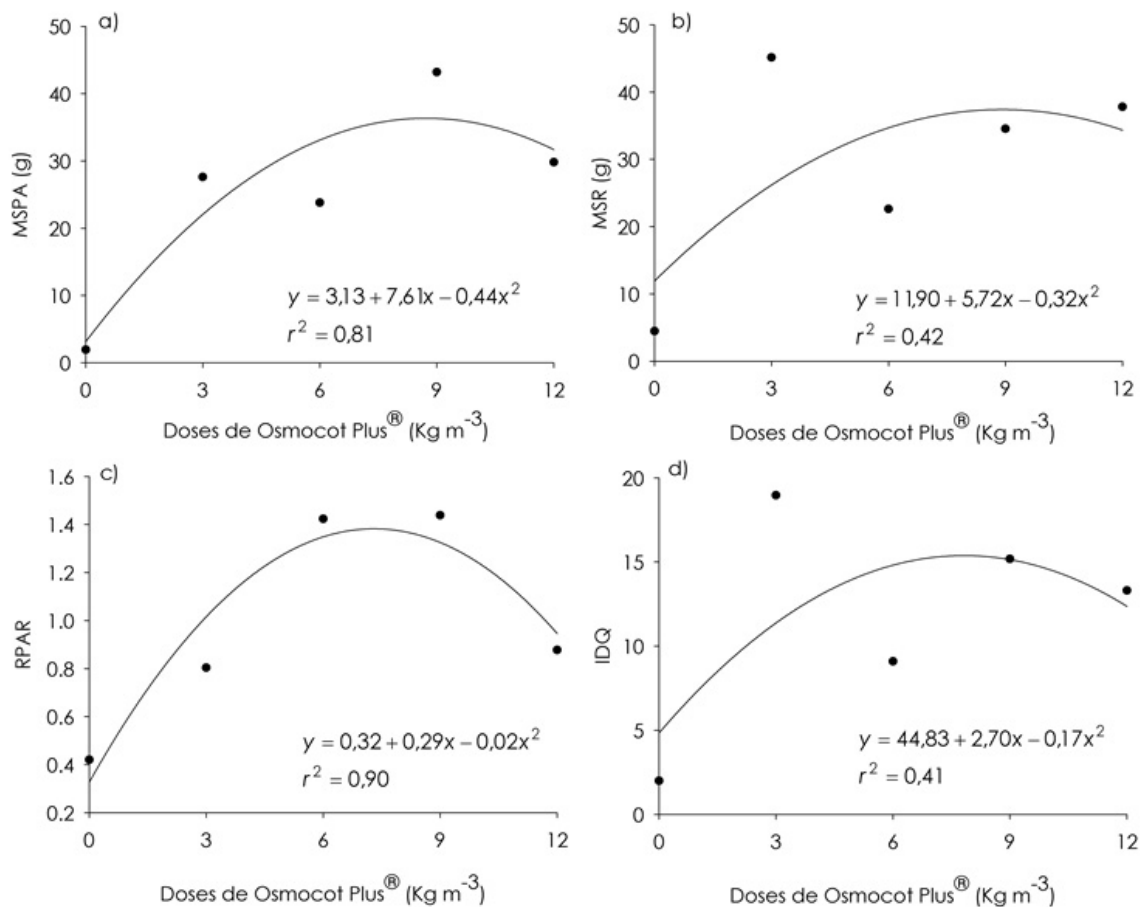 a)
50
40
30
20
10
0
MSPA (g)
y = 3,13 + 7,61x − 0,44x²
r² = 0,81
0 3 6 9 12
Doses de Osmocot Plus® (Kg m⁻³)
b)
50
40
30
20
10
0
MSR (g)
y = 11,90 + 5,72x − 0,32x²
r² = 0,42
0 3 6 9 12
Doses de Osmocot Plus® (Kg m⁻³)
c)
1.6
1.4
1.2
1.0
0.8
0.6
0.4
0.2
RPAR
y = 0,32 + 0,29x − 0,02x²
r² = 0,90
0 3 6 9 12
Doses de Osmocot Plus® (Kg m⁻³)
d)
20
15
10
5
0
IDQ
y = 44,83 + 2,70x − 0,17x²
r² = 0,41
0 3 6 9 12
Doses de Osmocot Plus® (Kg m⁻³)